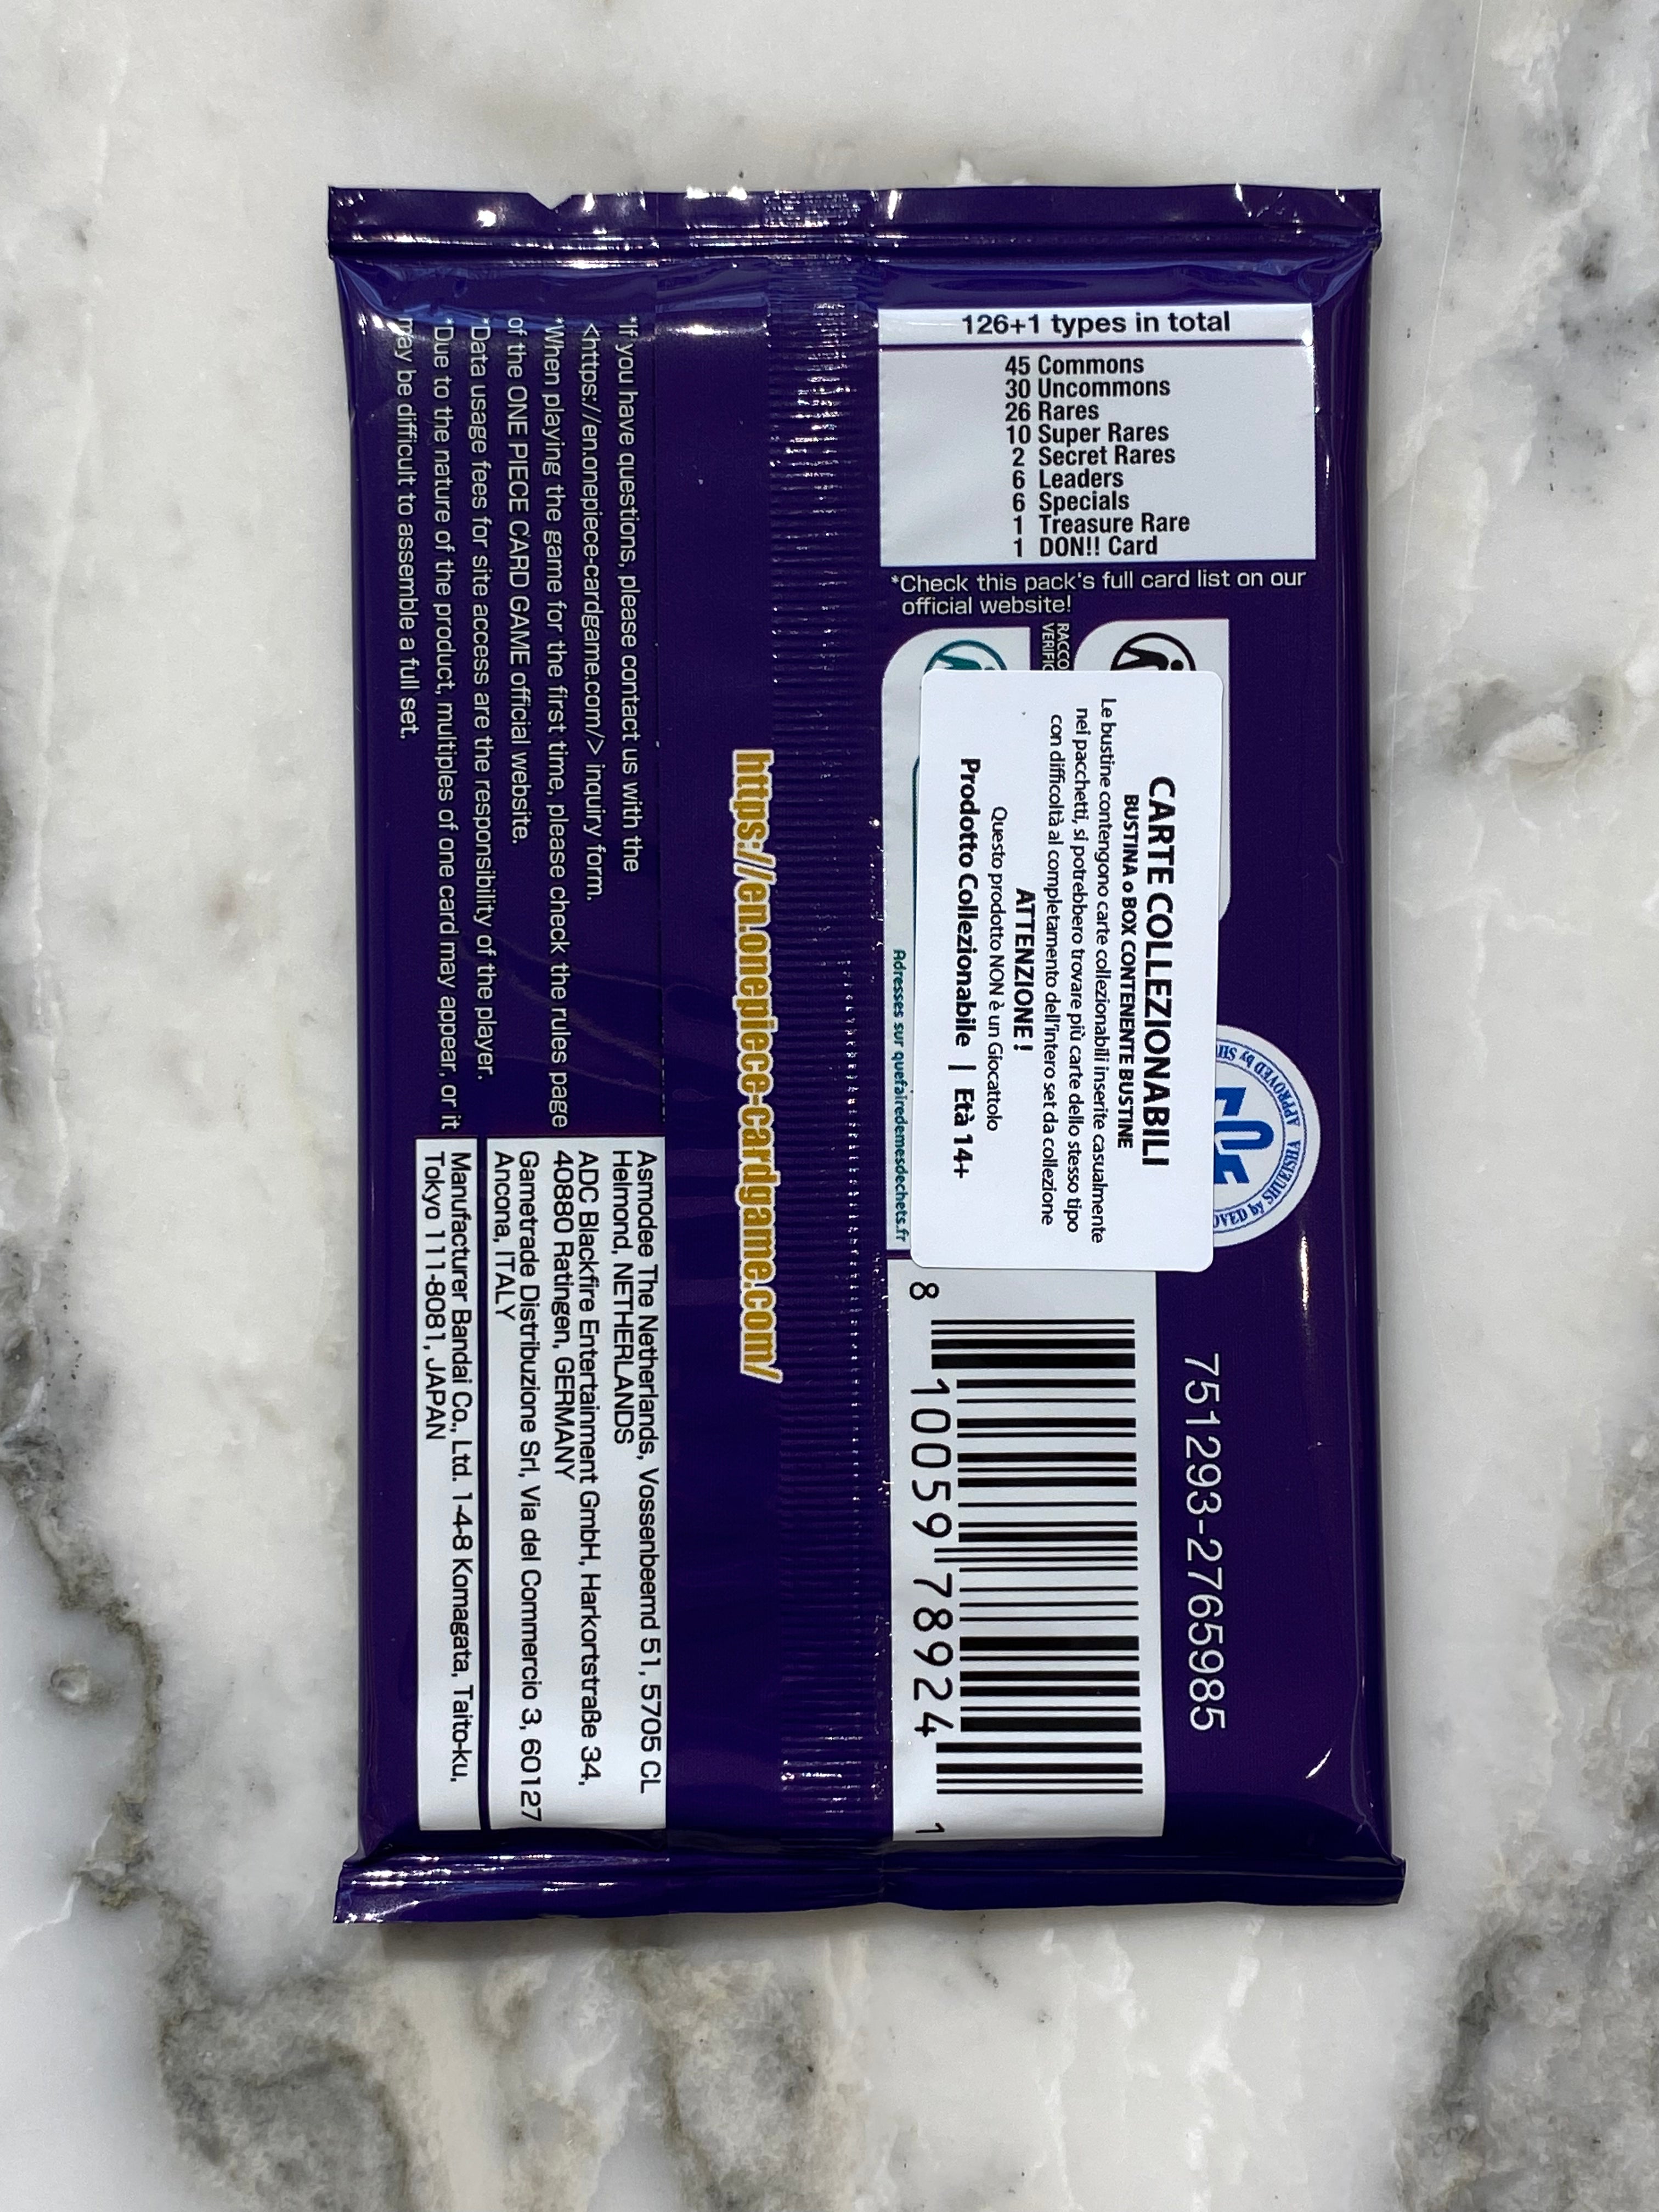 126+1 types in total
45 Commons
30 Uncommons
26 Rares
10 Super Rares
2 Secret Rares
6 Leaders
6 Specials
1 Treasure Rare
1 DON!! Card
*Check this pack's full card list on our
official website!
CARTE COLLEZIONABILI
BUSTINA o BOX CONTENENTE BUSTINE
Le bustine contengono carte collezionabili inserite casualmente
nei pacchetti, si potrebbero trovare più carte dello stesso tipo
con difficoltà al completamento dell'intero set da collezione
ATTENZIONE !
Questo prodotto NON è un Giocattolo
Prodotto Collezionabile | Età 14+
Adresses sur quefairedemesdechets.fr
APPROVED by
SHUEISHA
751293-2765985
8 10059 78924 1
https://en.onepiece-cardgame.com/
*If you have questions, please contact us with the
<https://en.onepiece-cardgame.com/> inquiry form.
*When playing the game for the first time, please check the rules page
of the ONE PIECE CARD GAME official website.
*Data usage fees for site access are the responsibility of the player.
*Due to the nature of the product, multiples of one card may appear, or it
may be difficult to assemble a full set.
Asmodee The Netherlands, Vossenbeemd 51, 5705 CL
Helmond, NETHERLANDS
ADC Blackfire Entertainment GmbH, Harkortstraße 34,
40880 Ratingen, GERMANY
Gametrade Distribuzione Srl, Via del Commercio 3, 60127
Ancona, ITALY
Manufacturer Bandai Co., Ltd. 1-4-8 Komagata, Taito-ku,
Tokyo 111-8081, JAPAN